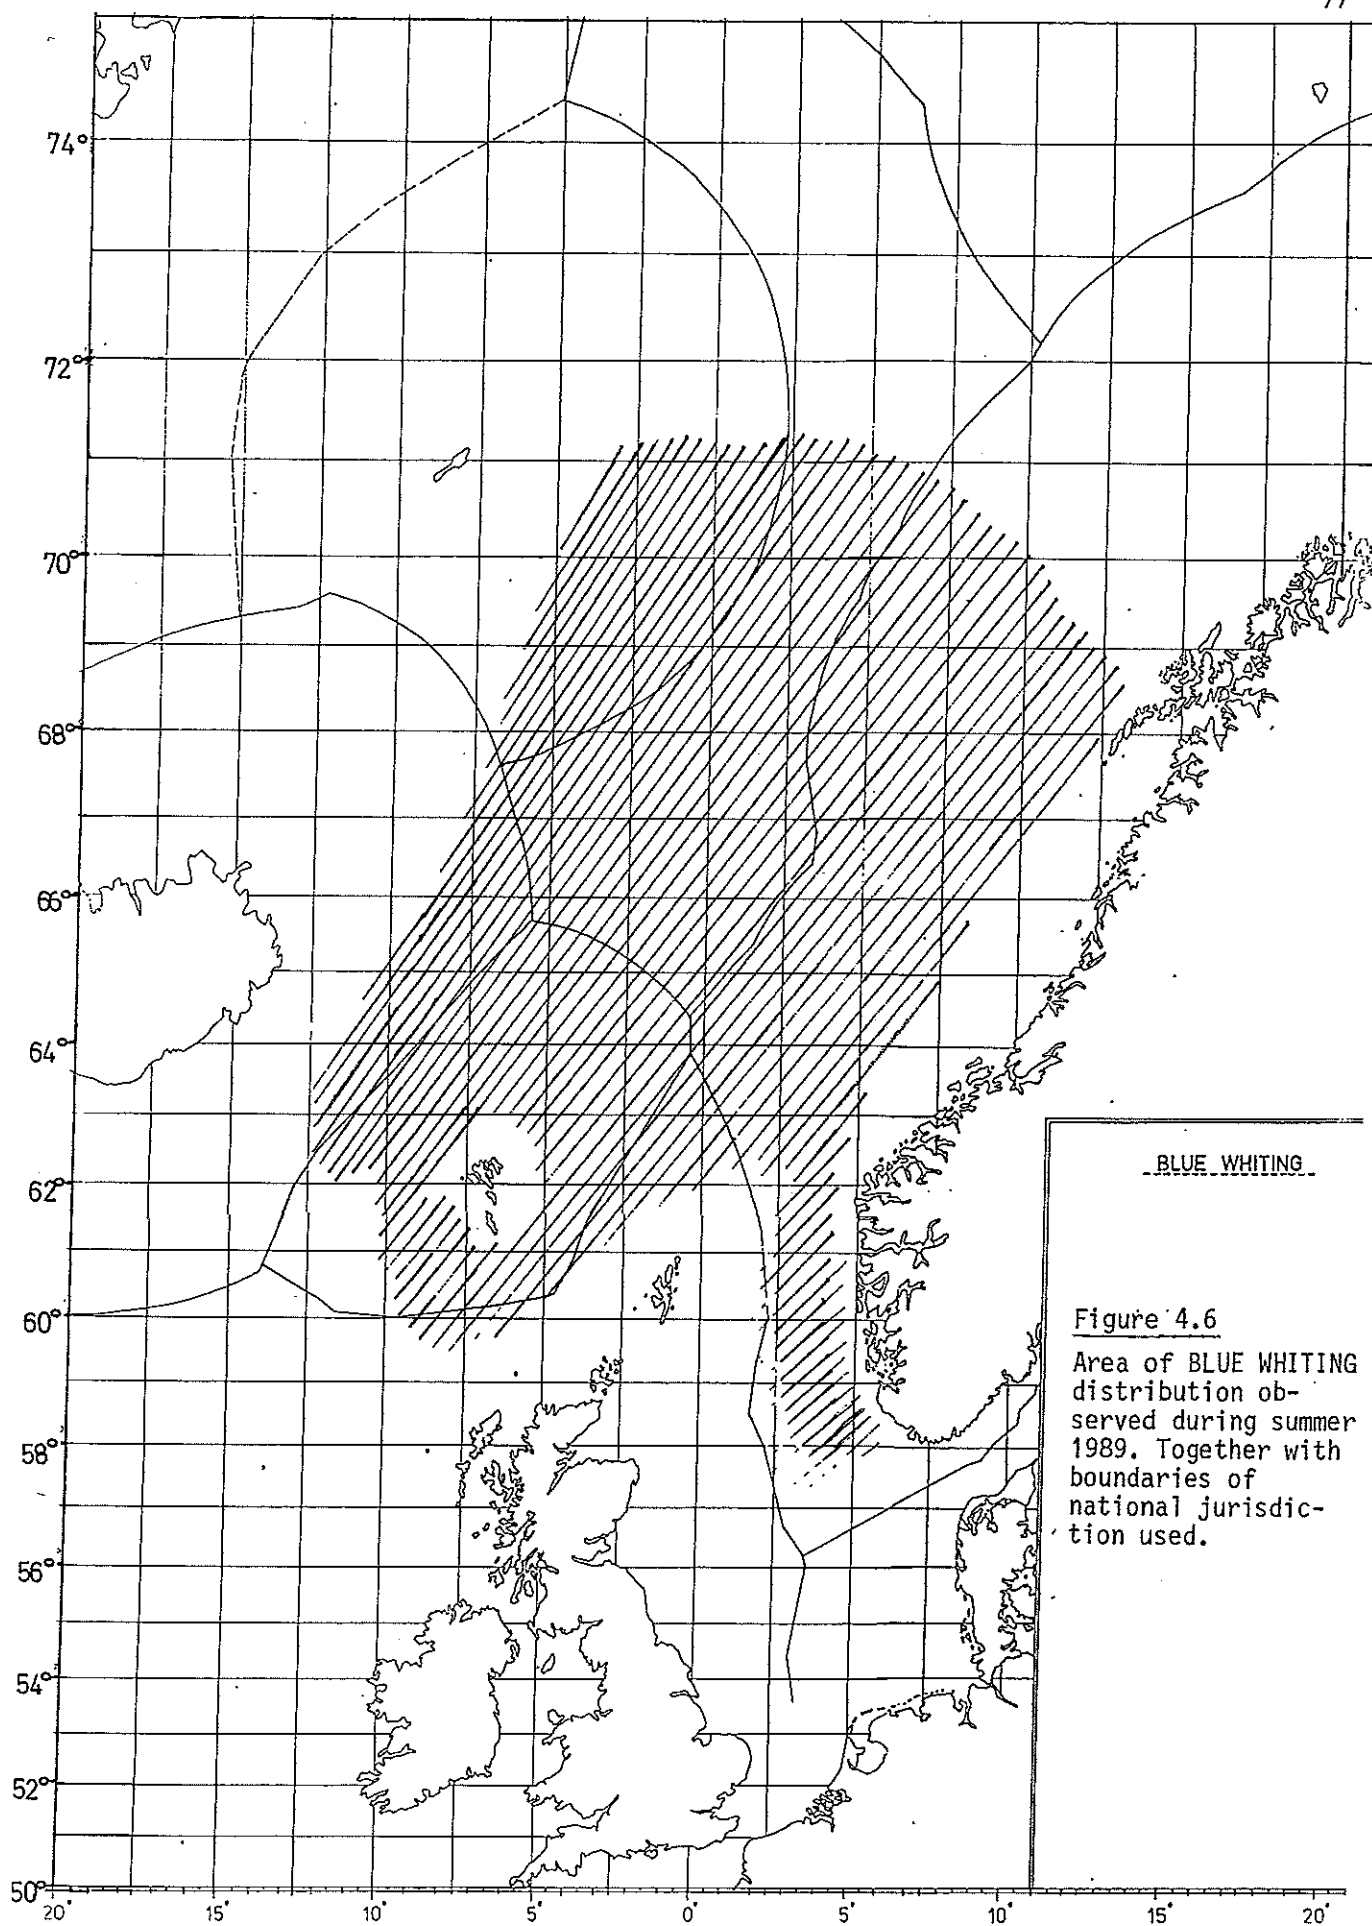 74°
72°
70°
68°
66°
64°
62°
60°
58°
56°
54°
52°
50°
20° 15° 10° 5° 0° 5° 10° 15° 20°
BLUE WHITING
Figure 4.6
Area of BLUE WHITING
distribution ob-
served during summer
1989. Together with
boundaries of
national jurisdic-
tion used.